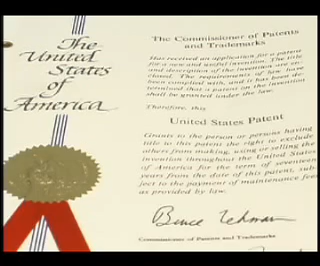 The
United
States
of
America
The Commissioner of Patents
and Trademarks
Has received an application for a patent
for a new and useful invention. The title
and description of the invention are en-
closed. The requirements of law have
been complied with, and it has been de-
termined that a patent on the invention
shall be granted under the law.
Therefore, this
United States Patent
Grants to the person or persons having
title to this patent the right to exclude
others from making, using or selling the
invention throughout the United States
of America for the term of seventeen
years from the date of this patent, sub-
ject to the payment of maintenance fees
as provided by law.
Bruce Lehman
Commissioner of Patents and Trademarks